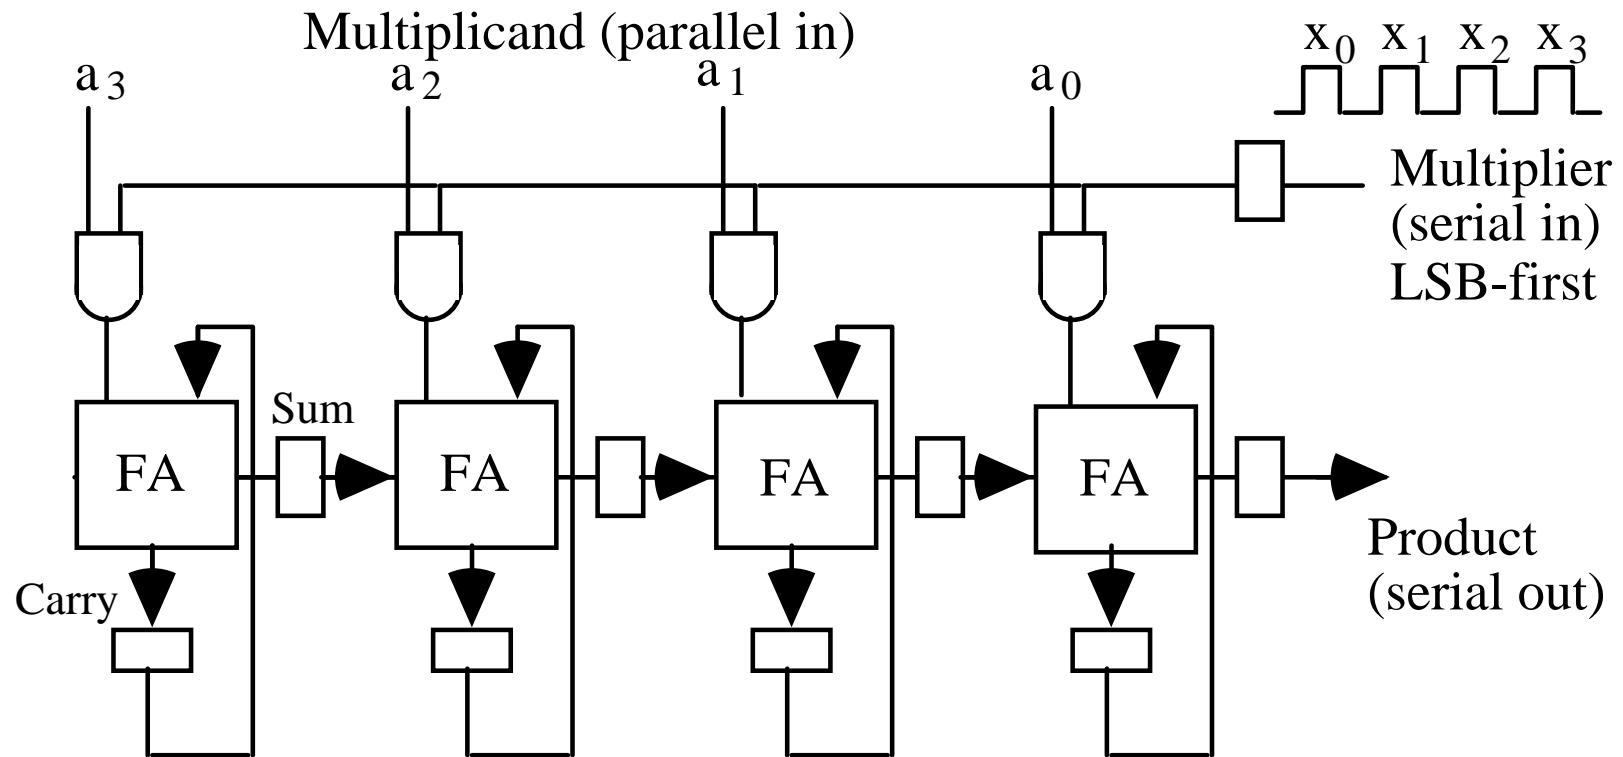 Multiplicand (parallel in)
a3 a2 a1 a0
x0 x1 x2 x3
Multiplier
(serial in)
LSB-first
Sum
FA FA FA FA
Carry
Product
(serial out)